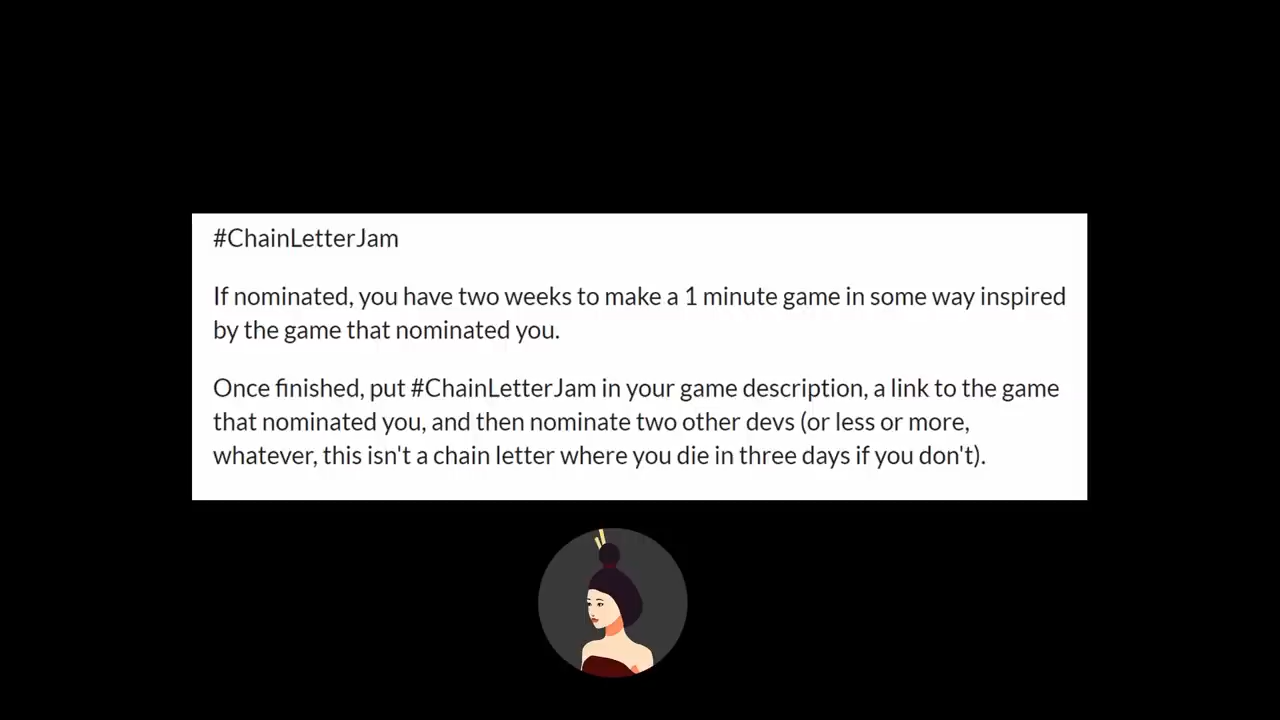 #ChainLetterJam
If nominated, you have two weeks to make a 1 minute game in some way inspired
by the game that nominated you.
Once finished, put #ChainLetterJam in your game description, a link to the game
that nominated you, and then nominate two other devs (or less or more,
whatever, this isn't a chain letter where you die in three days if you don't).